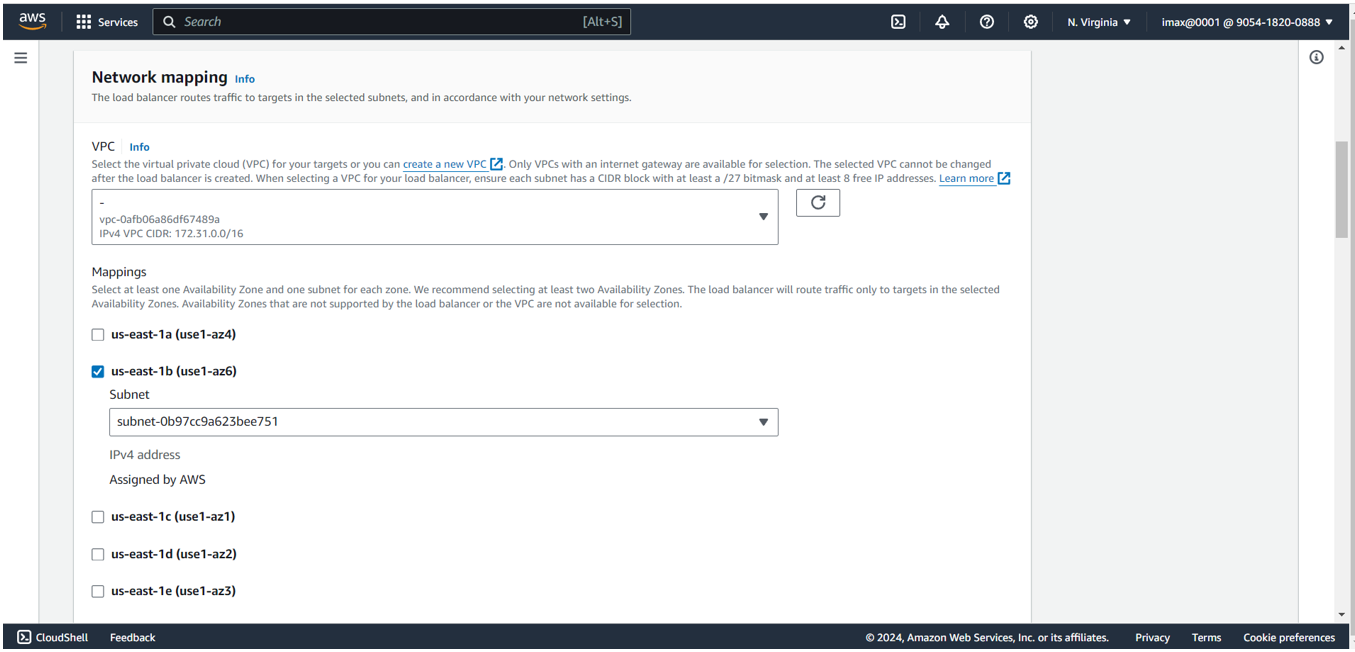 aws
Services
Search
[Alt+S]
N. Virginia
imax@0001 @ 9054-1820-0888
Network mapping Info
The load balancer routes traffic to targets in the selected subnets, and in accordance with your network settings.
VPC Info
Select the virtual private cloud (VPC) for your targets or you can create a new VPC. Only VPCs with an internet gateway are available for selection. The selected VPC cannot be changed
after the load balancer is created. When selecting a VPC for your load balancer, ensure each subnet has a CIDR block with at least a /27 bitmask and at least 8 free IP addresses. Learn more
-
vpc-0afb06a86df67489a
IPv4 VPC CIDR: 172.31.0.0/16
Mappings
Select at least one Availability Zone and one subnet for each zone. We recommend selecting at least two Availability Zones. The load balancer will route traffic only to targets in the selected
Availability Zones. Availability Zones that are not supported by the load balancer or the VPC are not available for selection.
us-east-1a (use1-az4)
us-east-1b (use1-az6)
Subnet
subnet-0b97cc9a623bee751
IPv4 address
Assigned by AWS
us-east-1c (use1-az1)
us-east-1d (use1-az2)
us-east-1e (use1-az3)
CloudShell
Feedback
© 2024, Amazon Web Services, Inc. or its affiliates.
Privacy
Terms
Cookie preferences